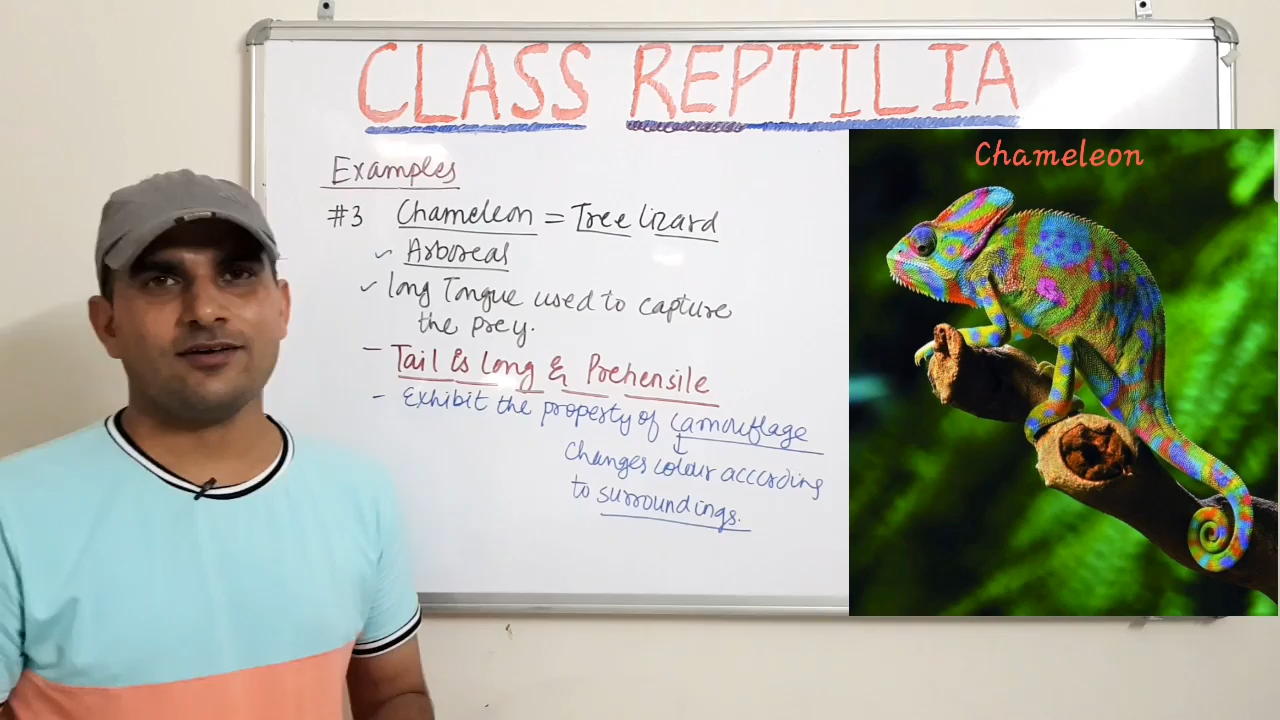 CLASS REPTILIA
Chameleon
Examples
#3 Chameleon = Tree lizard
✓ Arboreal
✓ long Tongue used to capture
the prey.
- Tail is long & Prehensile
- Exhibit the property of camouflage
Changes colour according
to surroundings.